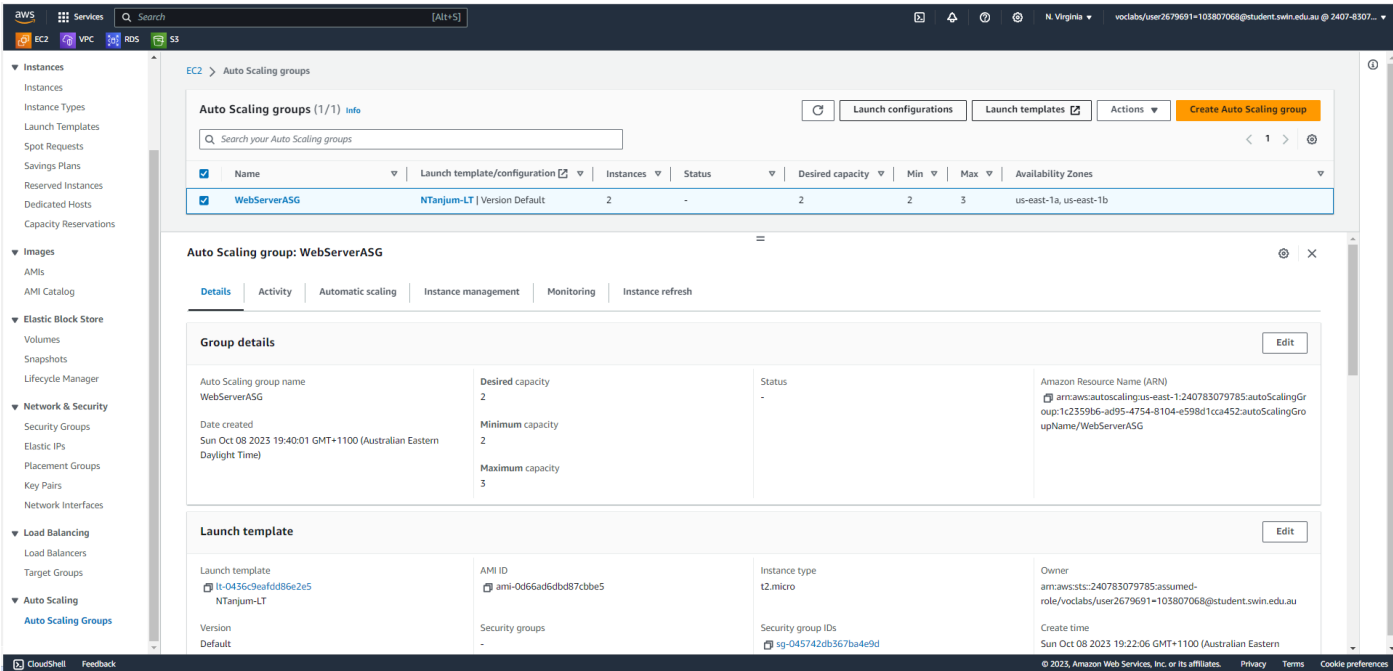 aws
Services
Search
[Alt+S]
N. Virginia
voclabs/user2679691=103807068@student.swin.edu.au @ 2407-8307...
EC2
VPC
RDS
S3
Instances
Instances
Instance Types
Launch Templates
Spot Requests
Savings Plans
Reserved Instances
Dedicated Hosts
Capacity Reservations
Images
AMIs
AMI Catalog
Elastic Block Store
Volumes
Snapshots
Lifecycle Manager
Network & Security
Security Groups
Elastic IPs
Placement Groups
Key Pairs
Network Interfaces
Load Balancing
Load Balancers
Target Groups
Auto Scaling
Auto Scaling Groups
EC2 > Auto Scaling groups
Auto Scaling groups (1/1) Info
Launch configurations
Launch templates
Actions
Create Auto Scaling group
Search your Auto Scaling groups
1
Name
Launch template/configuration
Instances
Status
Desired capacity
Min
Max
Availability Zones
WebServerASG
NTanjum-LT | Version Default
2
-
2
2
3
us-east-1a, us-east-1b
Auto Scaling group: WebServerASG
Details
Activity
Automatic scaling
Instance management
Monitoring
Instance refresh
Group details
Edit
Auto Scaling group name
WebServerASG
Date created
Sun Oct 08 2023 19:40:01 GMT+1100 (Australian Eastern
Daylight Time)
Desired capacity
2
Minimum capacity
2
Maximum capacity
3
Status
-
Amazon Resource Name (ARN)
arn:aws:autoscaling:us-east-1:240783079785:autoScalingGr
oup:1c2359b6-ad95-4754-8104-e598d1cca452:autoScalingGro
upName/WebServerASG
Launch template
Edit
Launch template
lt-0436c9eafdd86e2e5
NTanjum-LT
Version
Default
AMI ID
ami-0d66ad6dbd87cbbe5
Security groups
-
Instance type
t2.micro
Security group IDs
sg-045742db367ba4e9d
Owner
arn:aws:sts::240783079785:assumed-
role/voclabs/user2679691=103807068@student.swin.edu.au
Create time
Sun Oct 08 2023 19:22:06 GMT+1100 (Australian Eastern
CloudShell
Feedback
© 2023, Amazon Web Services, Inc. or its affiliates.
Privacy
Terms
Cookie preferences